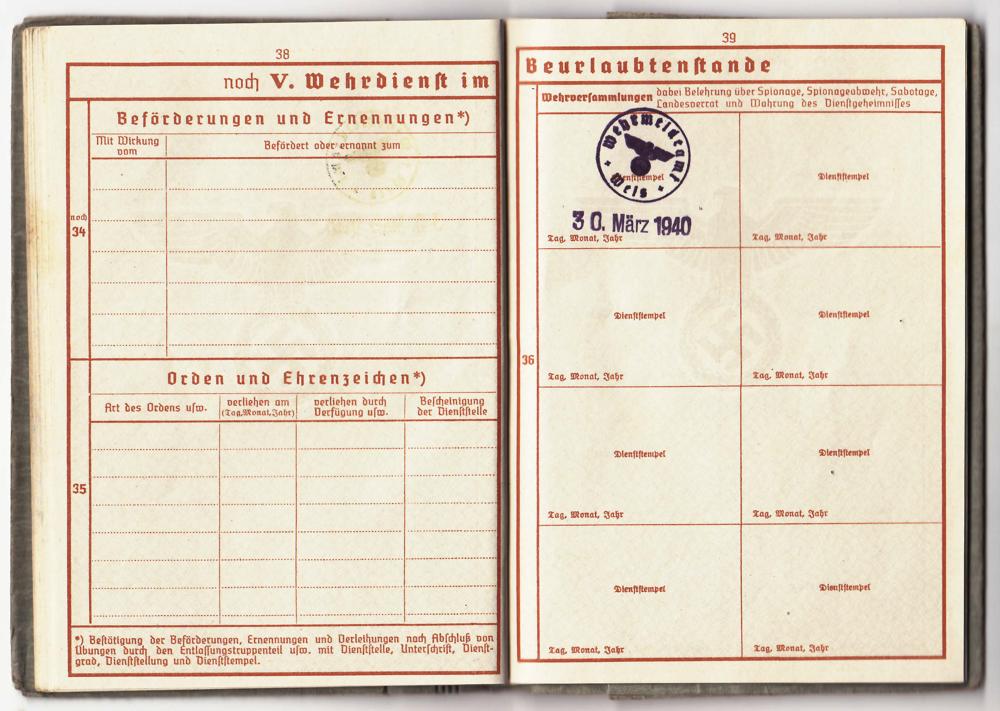 38
noch V. Wehrdienst im
Beförderungen und Ernennungen*)
Mit Wirkung vom
Befördert oder ernannt zum
noch
34
Orden und Ehrenzeichen*)
Art des Ordens usw.
verliehen am
(Tag, Monat, Jahr)
verliehen durch
Verfügung usw.
Bescheinigung
der Dienststelle
35
*) Bestätigung der Beförderungen, Ernennungen und Verleihungen nach Abschluß von
Übungen durch den Entlassungstruppenteil usw. mit Dienststelle, Unterschrift, Dienst-
grad, Dienststellung und Dienststempel.
39
Beurlaubtenstande
Wehrversammlungen dabei Belehrung über Spionage, Spionageabwehr, Sabotage,
Landesverrat und Wahrung des Dienstgeheimnisses
Wehrmeldeamt
Wels
Dienststempel
Dienststempel
30. März 1940
Tag, Monat, Jahr
Tag, Monat, Jahr
36
Dienststempel
Dienststempel
Tag, Monat, Jahr
Tag, Monat, Jahr
Dienststempel
Dienststempel
Tag, Monat, Jahr
Tag, Monat, Jahr
Dienststempel
Dienststempel
Tag, Monat, Jahr
Tag, Monat, Jahr